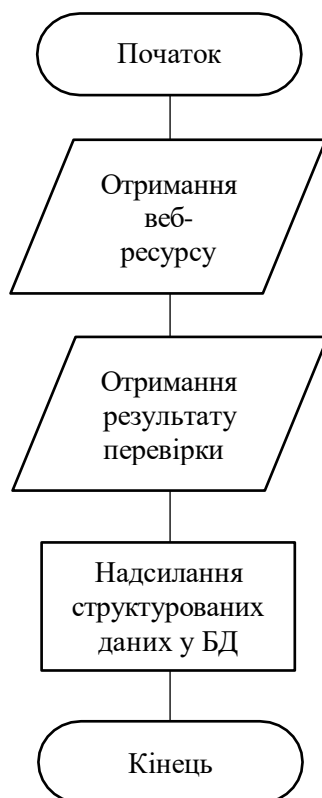 Початок
Отримання
веб-
ресурсу
Отримання
результату
перевірки
Надсилання
структурованих
даних у БД
Кінець